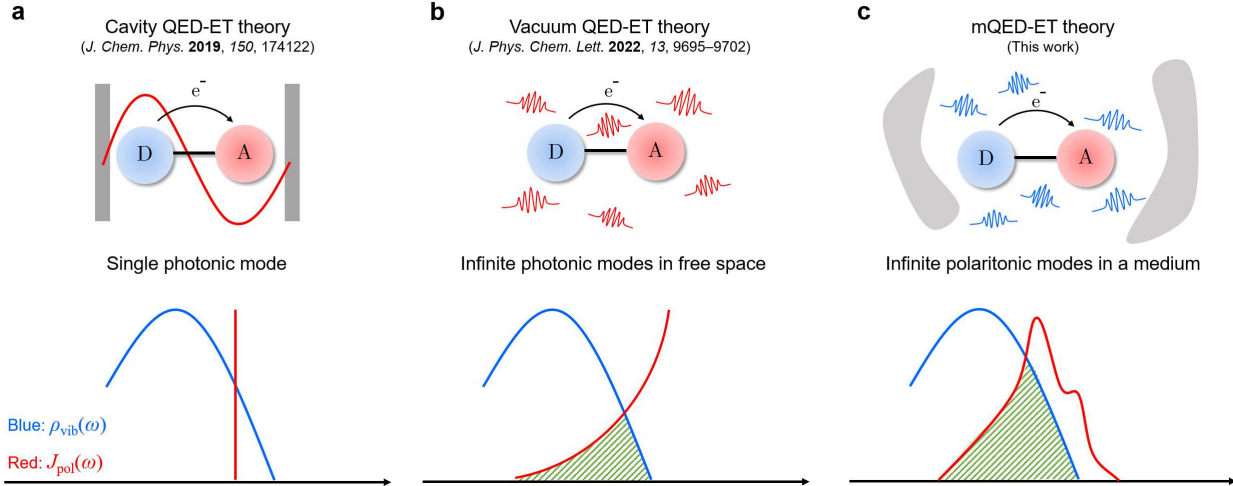 a
Cavity QED-ET theory
(J. Chem. Phys. 2019, 150, 174122)
e⁻
D
A
Single photonic mode
Blue: ρvib(ω)
Red: Jpol(ω)
b
Vacuum QED-ET theory
(J. Phys. Chem. Lett. 2022, 13, 9695–9702)
e⁻
D
A
Infinite photonic modes in free space
c
mQED-ET theory
(This work)
e⁻
D
A
Infinite polaritonic modes in a medium